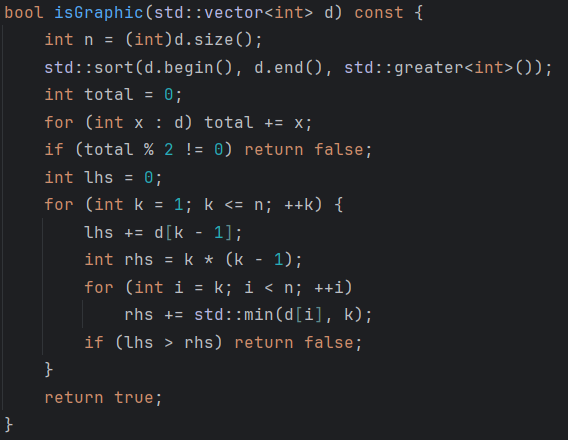 bool isGraphic(std::vector<int> d) const {
    int n = (int)d.size();
    std::sort(d.begin(), d.end(), std::greater<int>());
    int total = 0;
    for (int x : d) total += x;
    if (total % 2 != 0) return false;
    int lhs = 0;
    for (int k = 1; k <= n; ++k) {
        lhs += d[k - 1];
        int rhs = k * (k - 1);
        for (int i = k; i < n; ++i)
            rhs += std::min(d[i], k);
        if (lhs > rhs) return false;
    }
    return true;
}